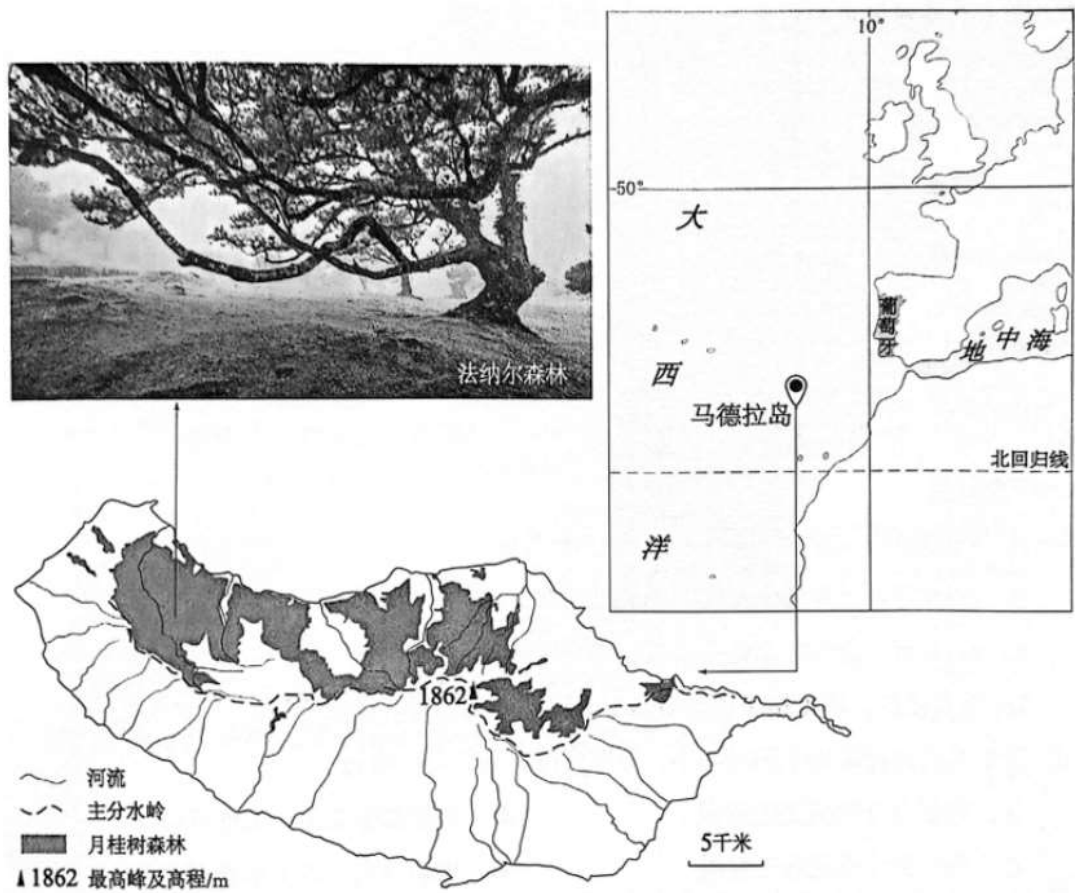 10°
50°
大
西
洋
葡萄牙
地中海
马德拉岛
北回归线
法纳尔森林
1862
河流
主分水岭
月桂树森林
1862 最高峰及高程/m
5千米